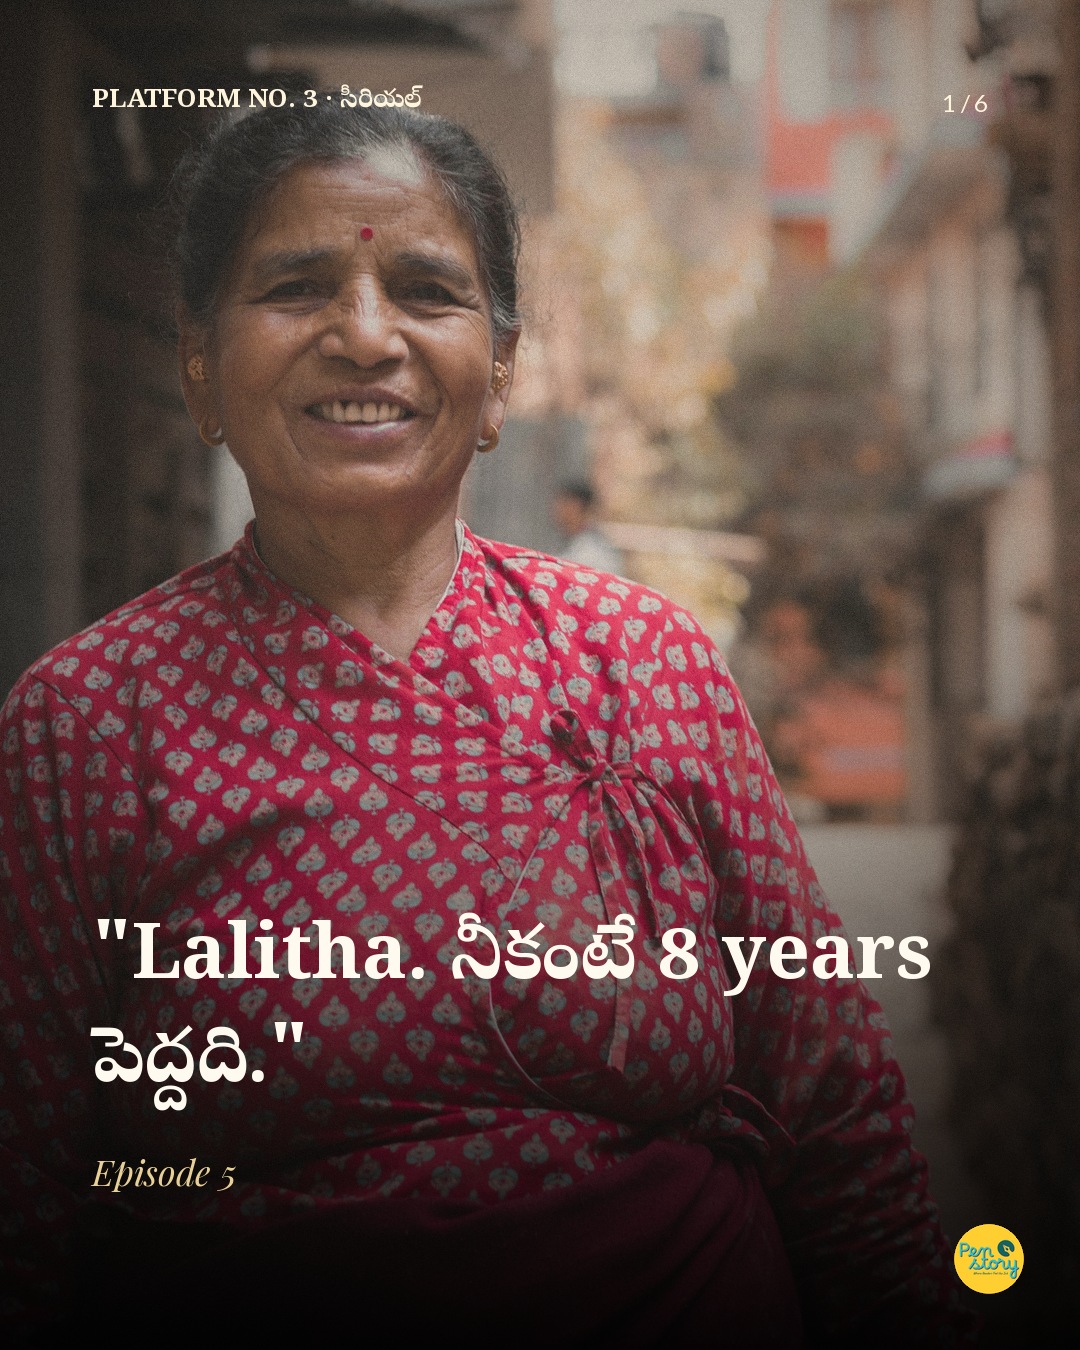 PLATFORM NO. 3 · సీరియల్
1/6
"Lalitha. నీకంటే 8 years
పెద్దది."
Episode 5
Pen
story